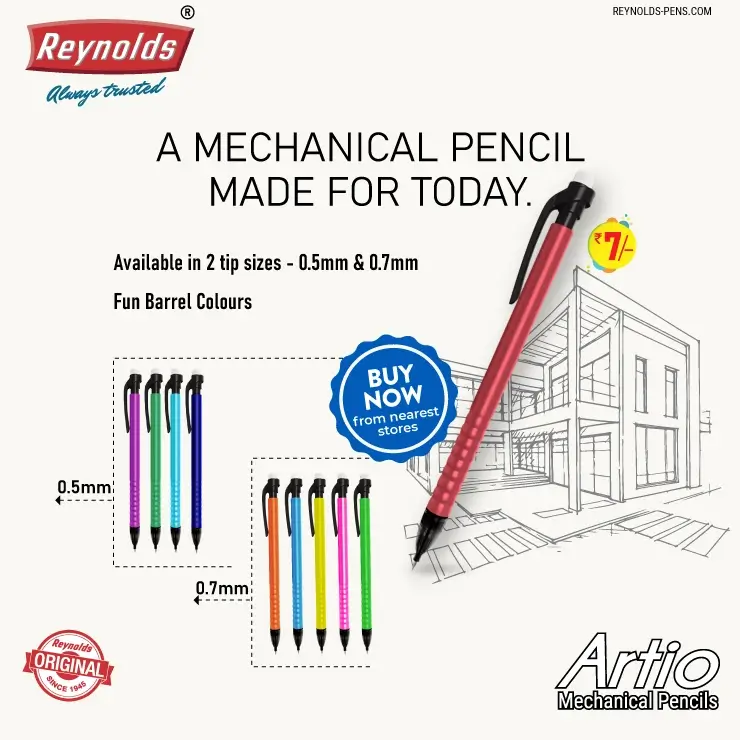 REYNOLDS-PENS.COM
®
Reynolds
Always trusted
A MECHANICAL PENCIL
MADE FOR TODAY.
₹7/-
Available in 2 tip sizes - 0.5mm & 0.7mm
Fun Barrel Colours
BUY
NOW
from nearest
stores
0.5mm
0.7mm
Reynolds
ORIGINAL
SINCE 1945
Artio
Mechanical Pencils